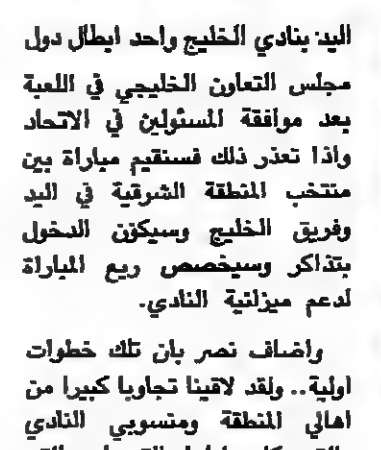 اليد بنادي الخليج واحد ابطال دول
مجلس التعاون الخليجي في اللعبة
بعد موافقة المسئولين في الاتحاد
واذا تعذر ذلك فسنقيم مباراة بين
منتخب المنطقة الشرقية في اليد
وفريق الخليج وسيكون الدخول
بتذاكر وسيخصص ريع المباراة
لدعم ميزانية النادي.
واضاف نصر بان تلك خطوات
اولية.. ولقد لاقينا تجاوبا كبيرا من
اهالي المنطقة ومنسوبي النادي